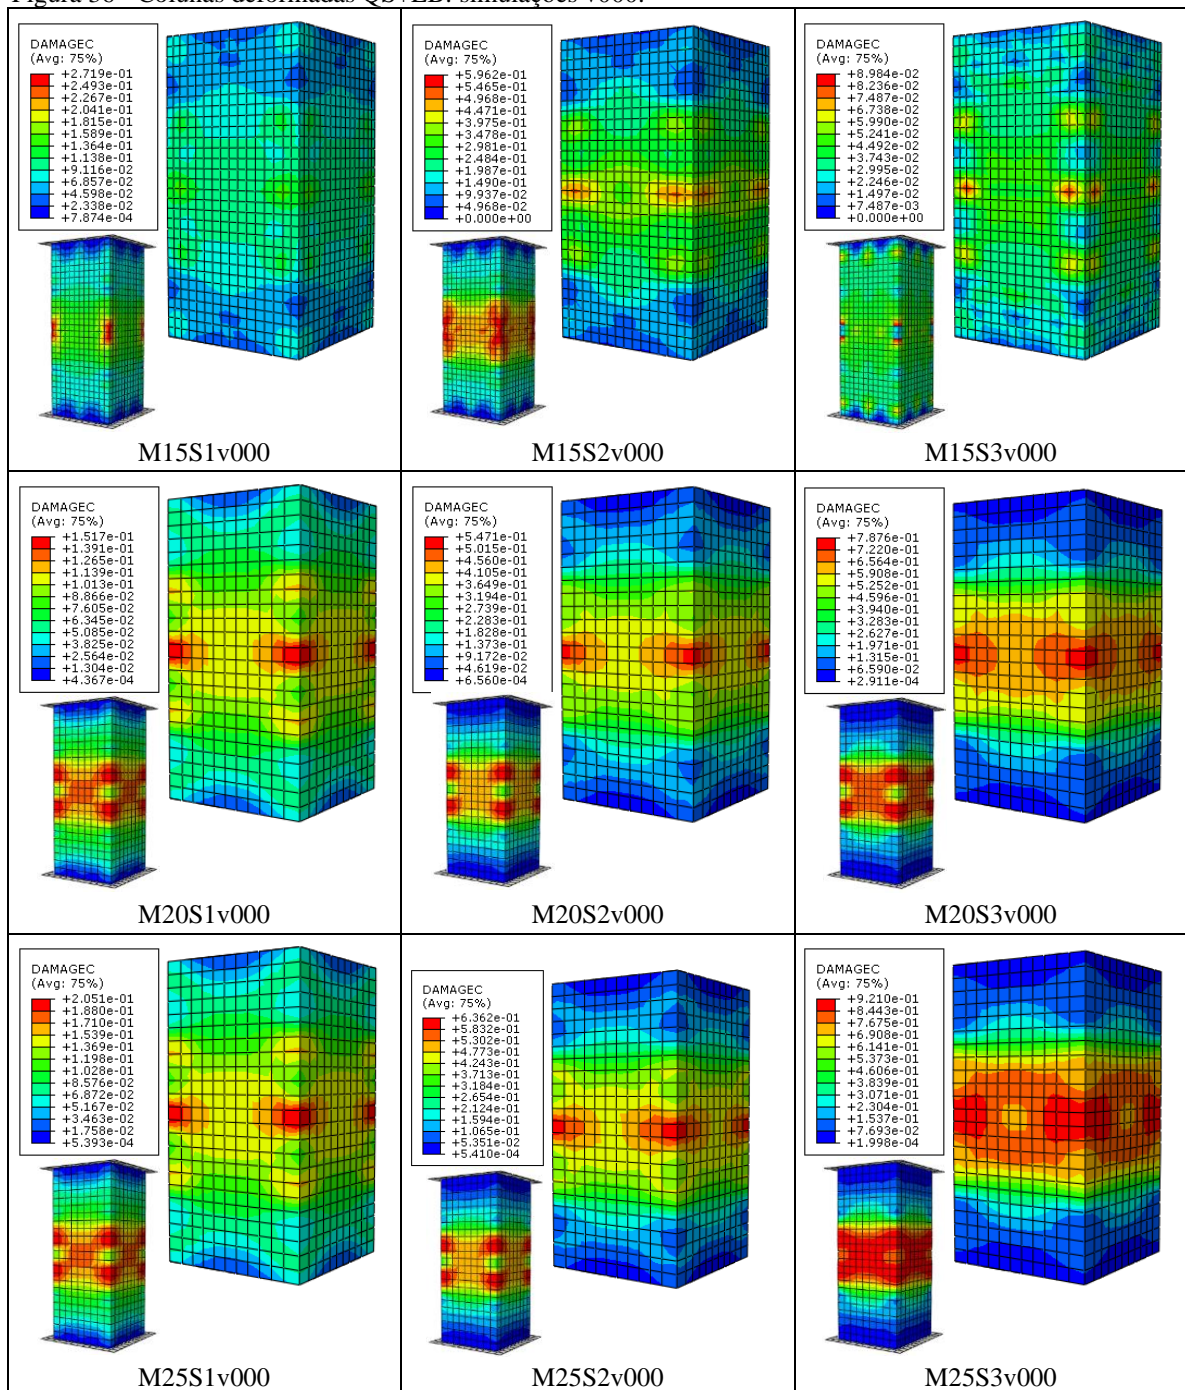 Figura 38 - Colunas deformadas QSVEB: simulações v000.
DAMAGEC
(Avg: 75%)
+2.719e-01
+2.493e-01
+2.267e-01
+2.041e-01
+1.815e-01
+1.589e-01
+1.364e-01
+1.138e-01
+9.116e-02
+6.857e-02
+4.598e-02
+2.338e-02
+7.874e-04
M15S1v000
DAMAGEC
(Avg: 75%)
+5.962e-01
+5.465e-01
+4.968e-01
+4.471e-01
+3.975e-01
+3.478e-01
+2.981e-01
+2.484e-01
+1.987e-01
+1.490e-01
+9.937e-02
+4.968e-02
+0.000e+00
M15S2v000
DAMAGEC
(Avg: 75%)
+8.984e-02
+8.236e-02
+7.487e-02
+6.738e-02
+5.990e-02
+5.241e-02
+4.492e-02
+3.743e-02
+2.995e-02
+2.246e-02
+1.497e-02
+7.487e-03
+0.000e+00
M15S3v000
DAMAGEC
(Avg: 75%)
+1.517e-01
+1.391e-01
+1.265e-01
+1.139e-01
+1.013e-01
+8.866e-02
+7.605e-02
+6.345e-02
+5.085e-02
+3.825e-02
+2.564e-02
+1.304e-02
+4.367e-04
M20S1v000
DAMAGEC
(Avg: 75%)
+5.471e-01
+5.015e-01
+4.560e-01
+4.105e-01
+3.649e-01
+3.194e-01
+2.739e-01
+2.283e-01
+1.828e-01
+1.373e-01
+9.172e-02
+4.619e-02
+6.560e-04
M20S2v000
DAMAGEC
(Avg: 75%)
+7.876e-01
+7.220e-01
+6.564e-01
+5.908e-01
+5.252e-01
+4.596e-01
+3.940e-01
+3.283e-01
+2.627e-01
+1.971e-01
+1.315e-01
+6.590e-02
+2.911e-04
M20S3v000
DAMAGEC
(Avg: 75%)
+2.051e-01
+1.880e-01
+1.710e-01
+1.539e-01
+1.369e-01
+1.198e-01
+1.028e-01
+8.576e-02
+6.872e-02
+5.167e-02
+3.463e-02
+1.758e-02
+5.393e-04
M25S1v000
DAMAGEC
(Avg: 75%)
+6.362e-01
+5.832e-01
+5.302e-01
+4.773e-01
+4.243e-01
+3.713e-01
+3.184e-01
+2.654e-01
+2.124e-01
+1.594e-01
+1.065e-01
+5.351e-02
+5.410e-04
M25S2v000
DAMAGEC
(Avg: 75%)
+9.210e-01
+8.443e-01
+7.675e-01
+6.908e-01
+6.141e-01
+5.373e-01
+4.606e-01
+3.839e-01
+3.071e-01
+2.304e-01
+1.537e-01
+7.693e-02
+1.998e-04
M25S3v000